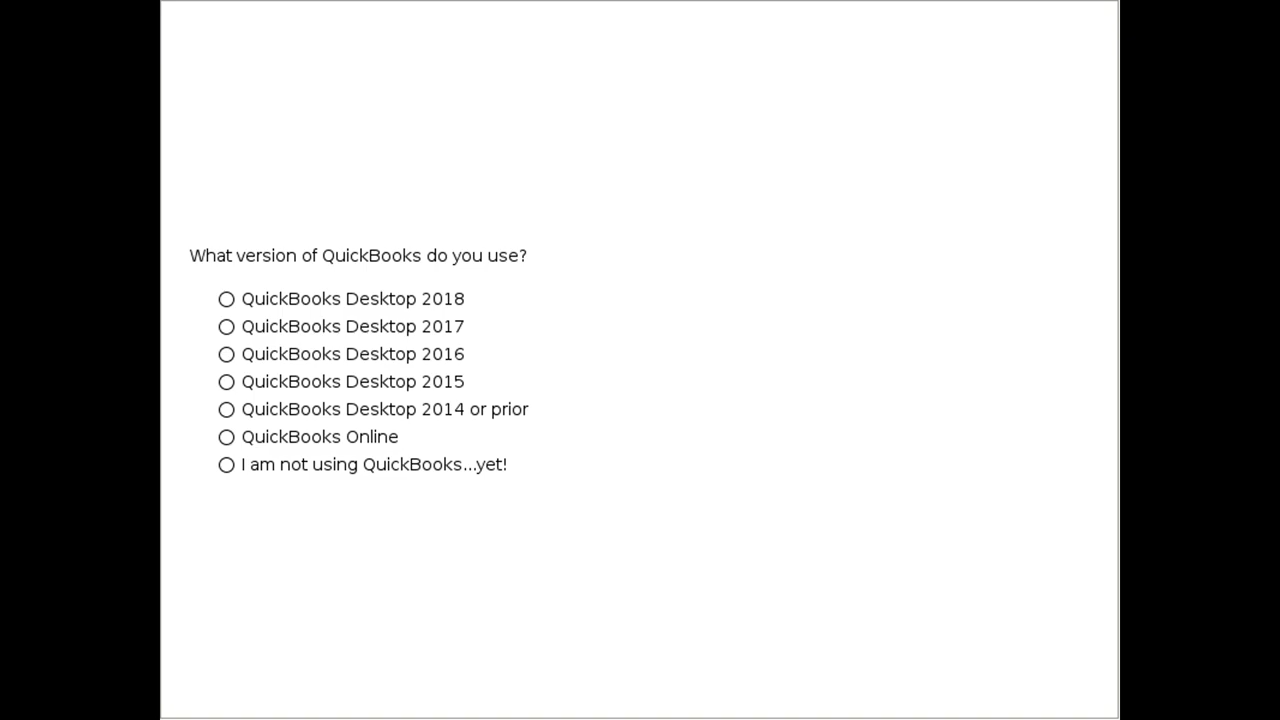 What version of QuickBooks do you use?
QuickBooks Desktop 2018
QuickBooks Desktop 2017
QuickBooks Desktop 2016
QuickBooks Desktop 2015
QuickBooks Desktop 2014 or prior
QuickBooks Online
I am not using QuickBooks...yet!